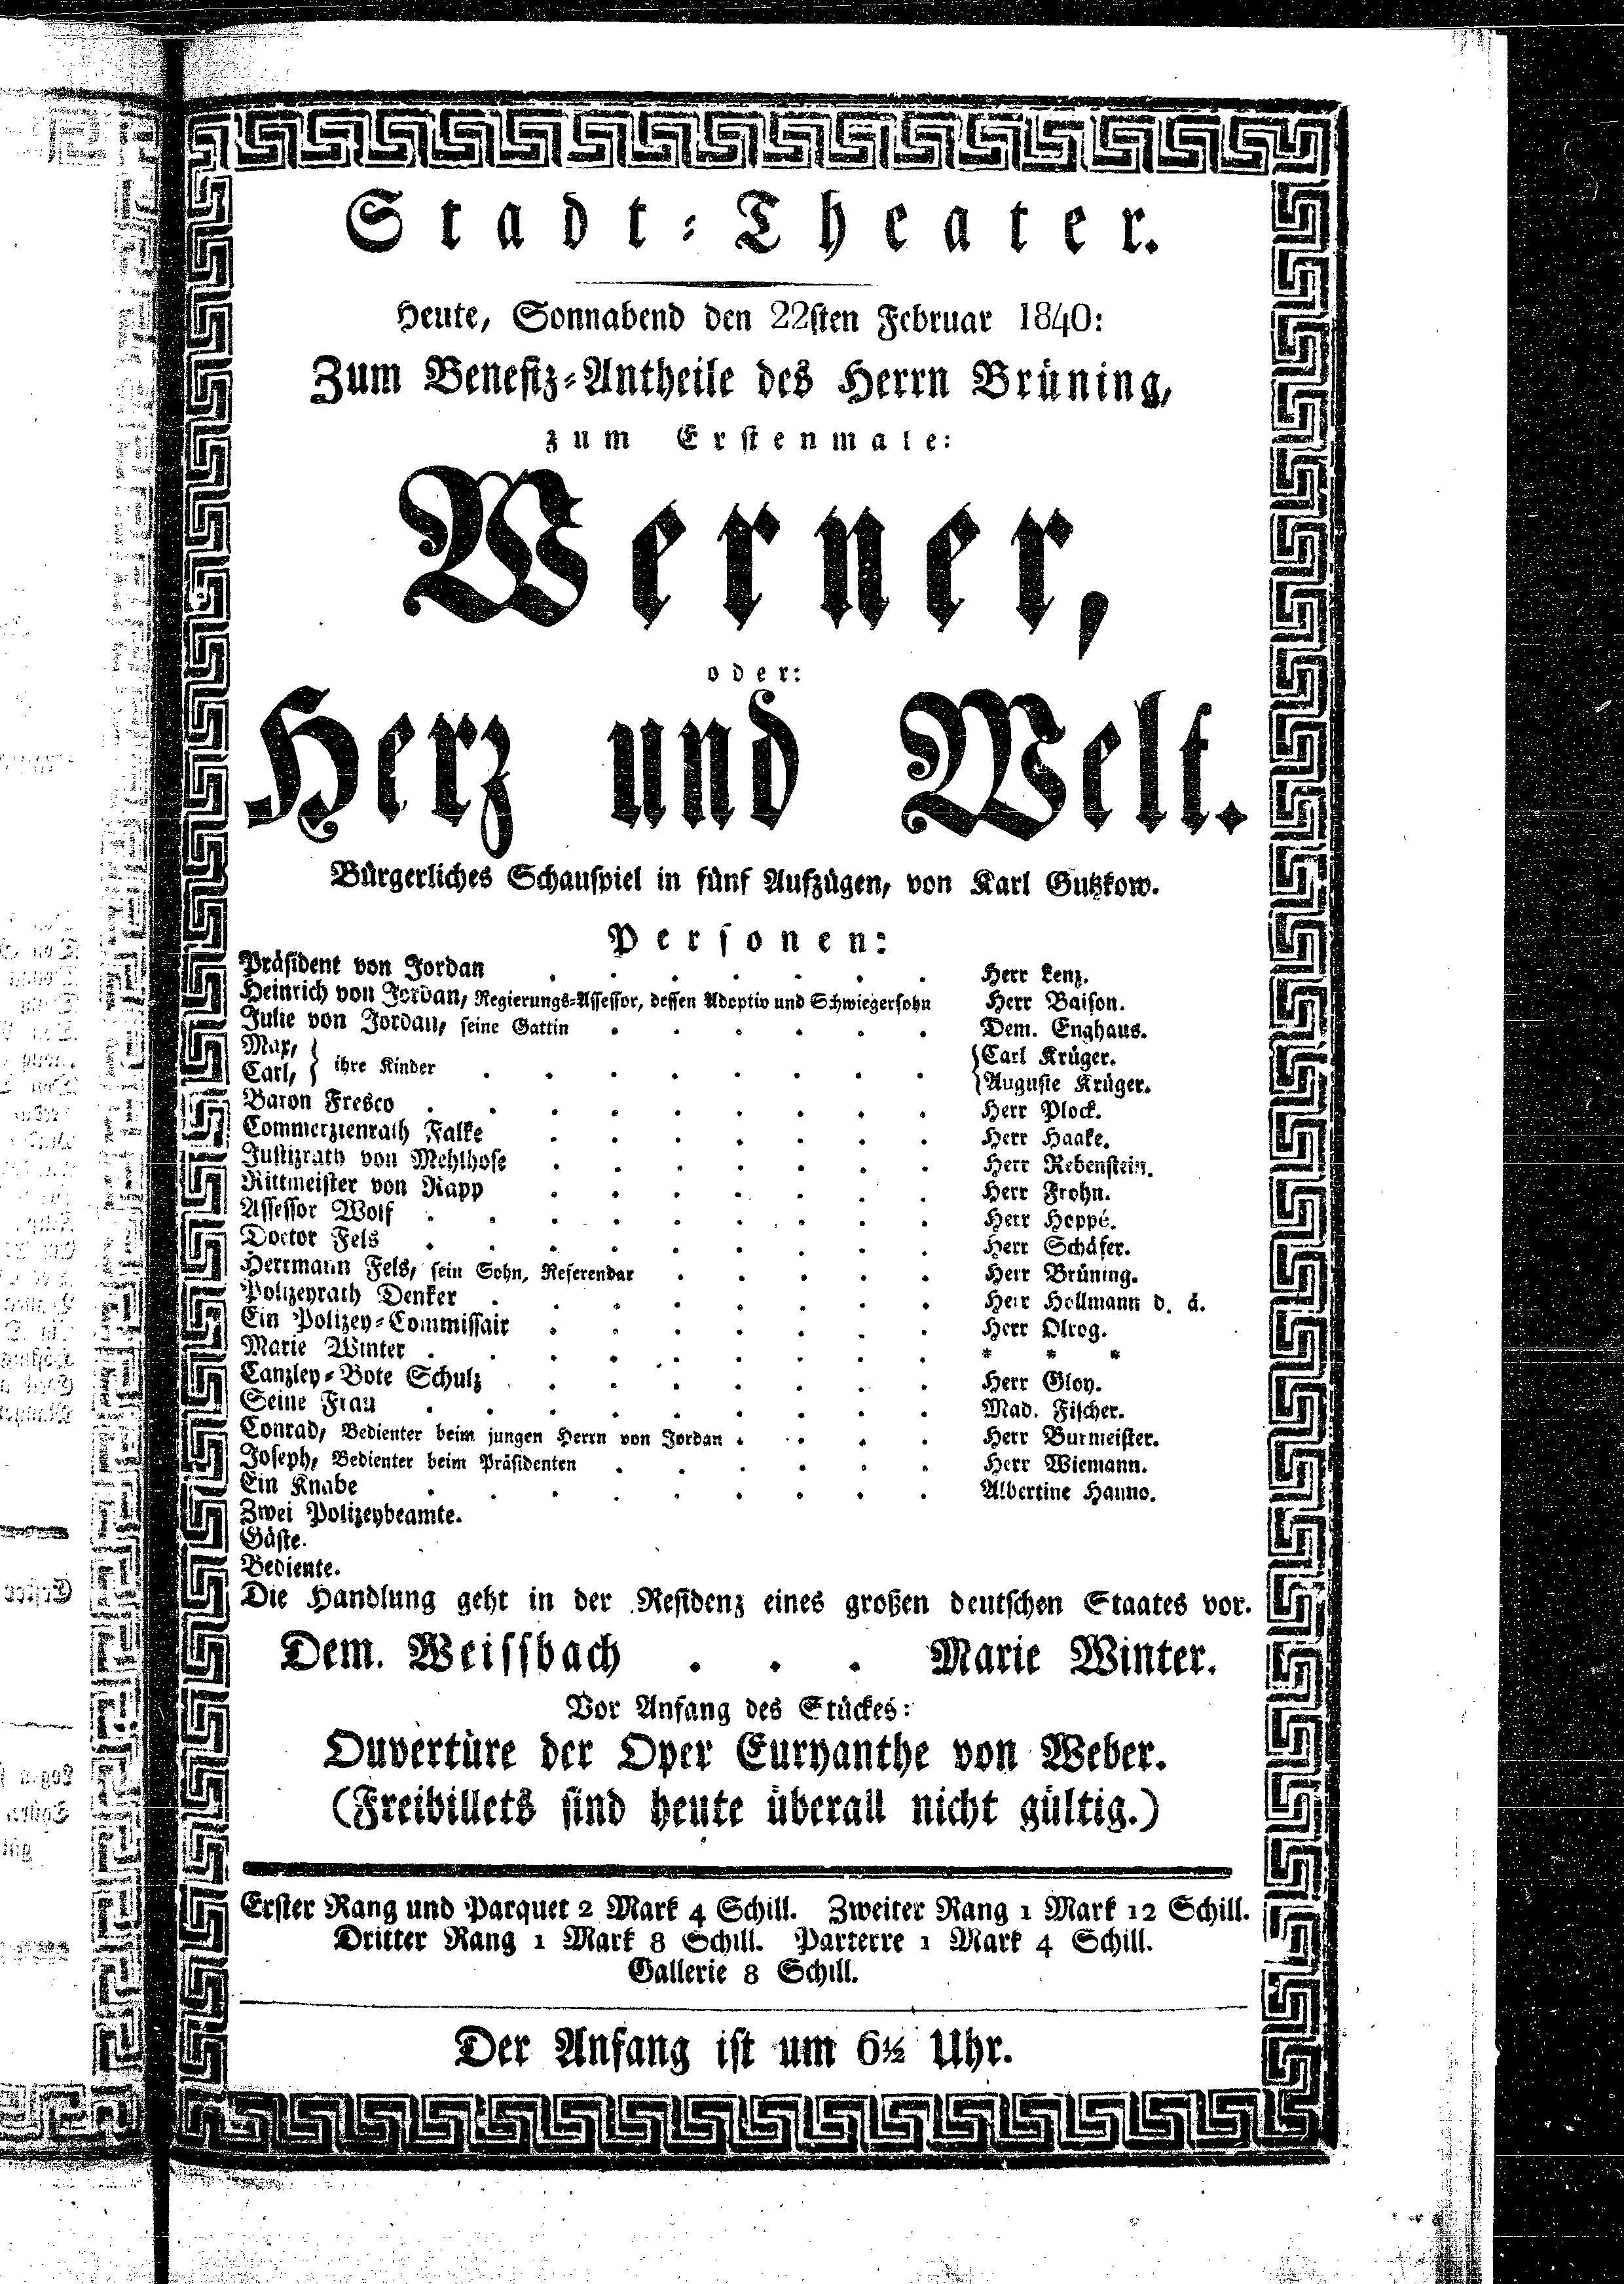 Stadt-Theater.
Heute, Sonnabend den 22sten Februar 1840:
Zum Benefiz-Antheile des Herrn Brüning,
zum Erstenmale:
Werner,
oder:
Herz und Welt.
Bürgerliches Schauspiel in fünf Aufzügen, von Karl Gutzkow.
Personen:
Präsident von Jordan . . . . . . . Herr Lenz.
Heinrich von Jordan, Regierungs-Assessor, dessen Adoptiv und Schwiegersohn Herr Baison.
Julie von Jordan, seine Gattin . . . . . . Dem. Enghaus.
Max, } ihre Kinder . . . . . . . . { Carl Krüger.
Carl, } { Auguste Krüger.
Baron Fresco . . . . . . . . . Herr Plock.
Commerzienrath Falke . . . . . . . Herr Haake.
Justizrath von Mehlhose . . . . . . . Herr Rebenstein.
Rittmeister von Rapp . . . . . . . Herr Frohn.
Assessor Wolf . . . . . . . . . Herr Hoppé.
Doctor Fels . . . . . . . . . Herr Schäfer.
Herrmann Fels, sein Sohn, Referendar . . . . . Herr Brüning.
Polizeyrath Denker . . . . . . . . Herr Hollmann d. ä.
Ein Polizey-Commissair . . . . . . . Herr Olrog.
Marie Winter . . . . . . . . . * * *
Canzley-Bote Schulz . . . . . . . Herr Gloy.
Seine Frau . . . . . . . . . Mad. Fischer.
Conrad, Bedienter beim jungen Herrn von Jordan . . . . Herr Burmeister.
Joseph, Bedienter beim Präsidenten . . . . . . Herr Wiemann.
Ein Knabe . . . . . . . . . Albertine Hanno.
Zwei Polizeybeamte.
Gäste.
Bediente.
Die Handlung geht in der Residenz eines großen deutschen Staates vor.
Dem. Weissbach . . . Marie Winter.
Vor Anfang des Stückes:
Ouvertüre der Oper Euryanthe von Weber.
(Freibillets sind heute überall nicht gültig.)
Erster Rang und Parquet 2 Mark 4 Schill. Zweiter Rang 1 Mark 12 Schill.
Dritter Rang 1 Mark 8 Schill. Parterre 1 Mark 4 Schill.
Gallerie 8 Schill.
Der Anfang ist um 6½ Uhr.